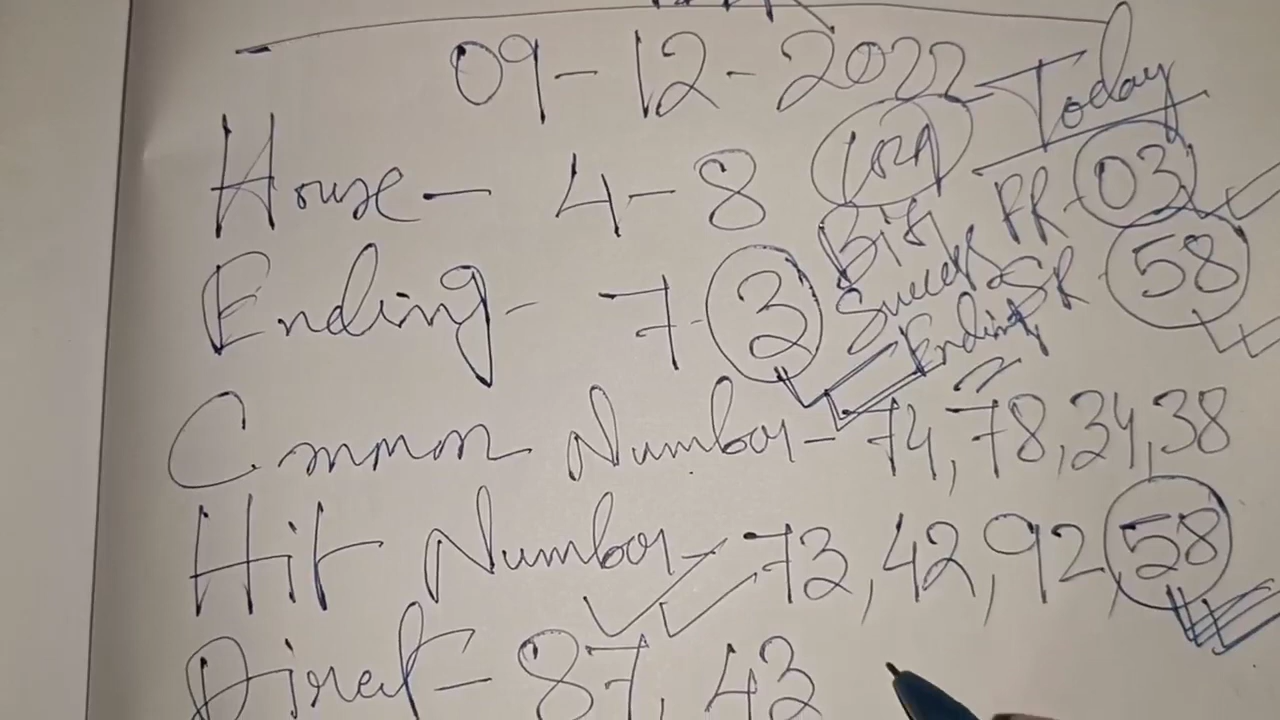 09-12-2022 Today
House - 4-8 FR-03
Ending - 7-3 Big Success Ending SR-58
Common Number - 74, 78, 34, 38
Hit Number - 73, 42, 92, 58
Direct - 87, 43